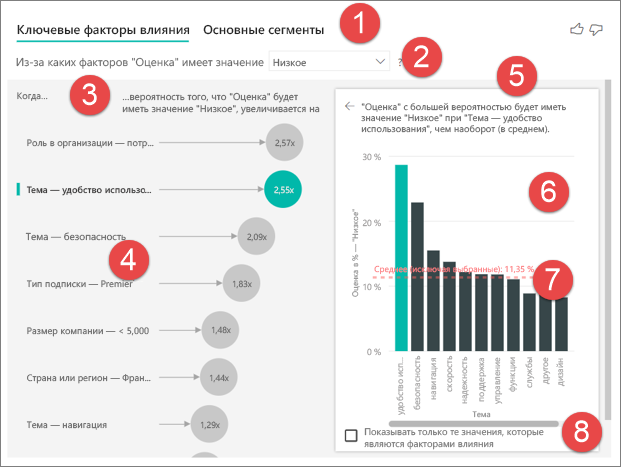 Ключевые факторы влияния Основные сегменты
1
Из-за каких факторов "Оценка" имеет значение Низкое ?
2
3
Когда...
...вероятность того, что "Оценка" будет
иметь значение "Низкое", увеличивается на
Роль в организации — потр... 2,57x
Тема — удобство использо... 2,55x
Тема — безопасность 2,09x
4
Тип подписки — Premier 1,83x
Размер компании — < 5,000 1,48x
Страна или регион — Фран... 1,44x
Тема — навигация 1,29x
5
"Оценка" с большей вероятностью будет иметь
значение "Низкое" при "Тема — удобство
использования", чем наоборот (в среднем).
30 %
6
20 %
7
Среднее (исключая выбранные): 11,35 %
10 %
0 %
Оценка в % — "Низкое"
удобство исп...
безопасность
навигация
скорость
надежность
поддержка
управление
функции
службы
другое
дизайн
Тема
8
Показывать только те значения, которые
являются факторами влияния